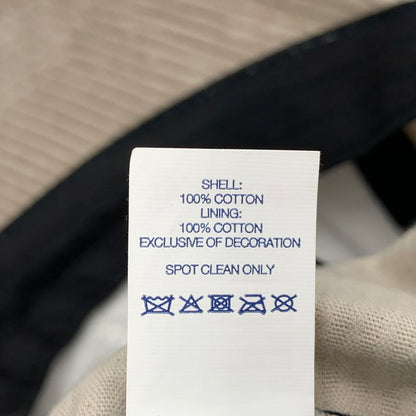 SHELL:
100% COTTON
LINING:
100% COTTON
EXCLUSIVE OF DECORATION
SPOT CLEAN ONLY